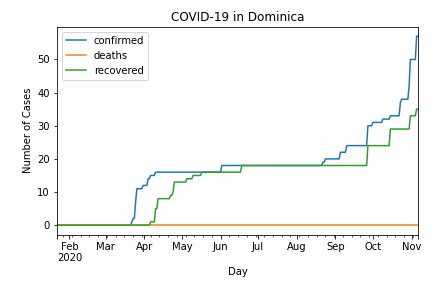 COVID-19 in Dominica
confirmed
deaths
recovered
Number of Cases
50
40
30
20
10
0
Feb Mar Apr May Jun Jul Aug Sep Oct Nov
2020
Day